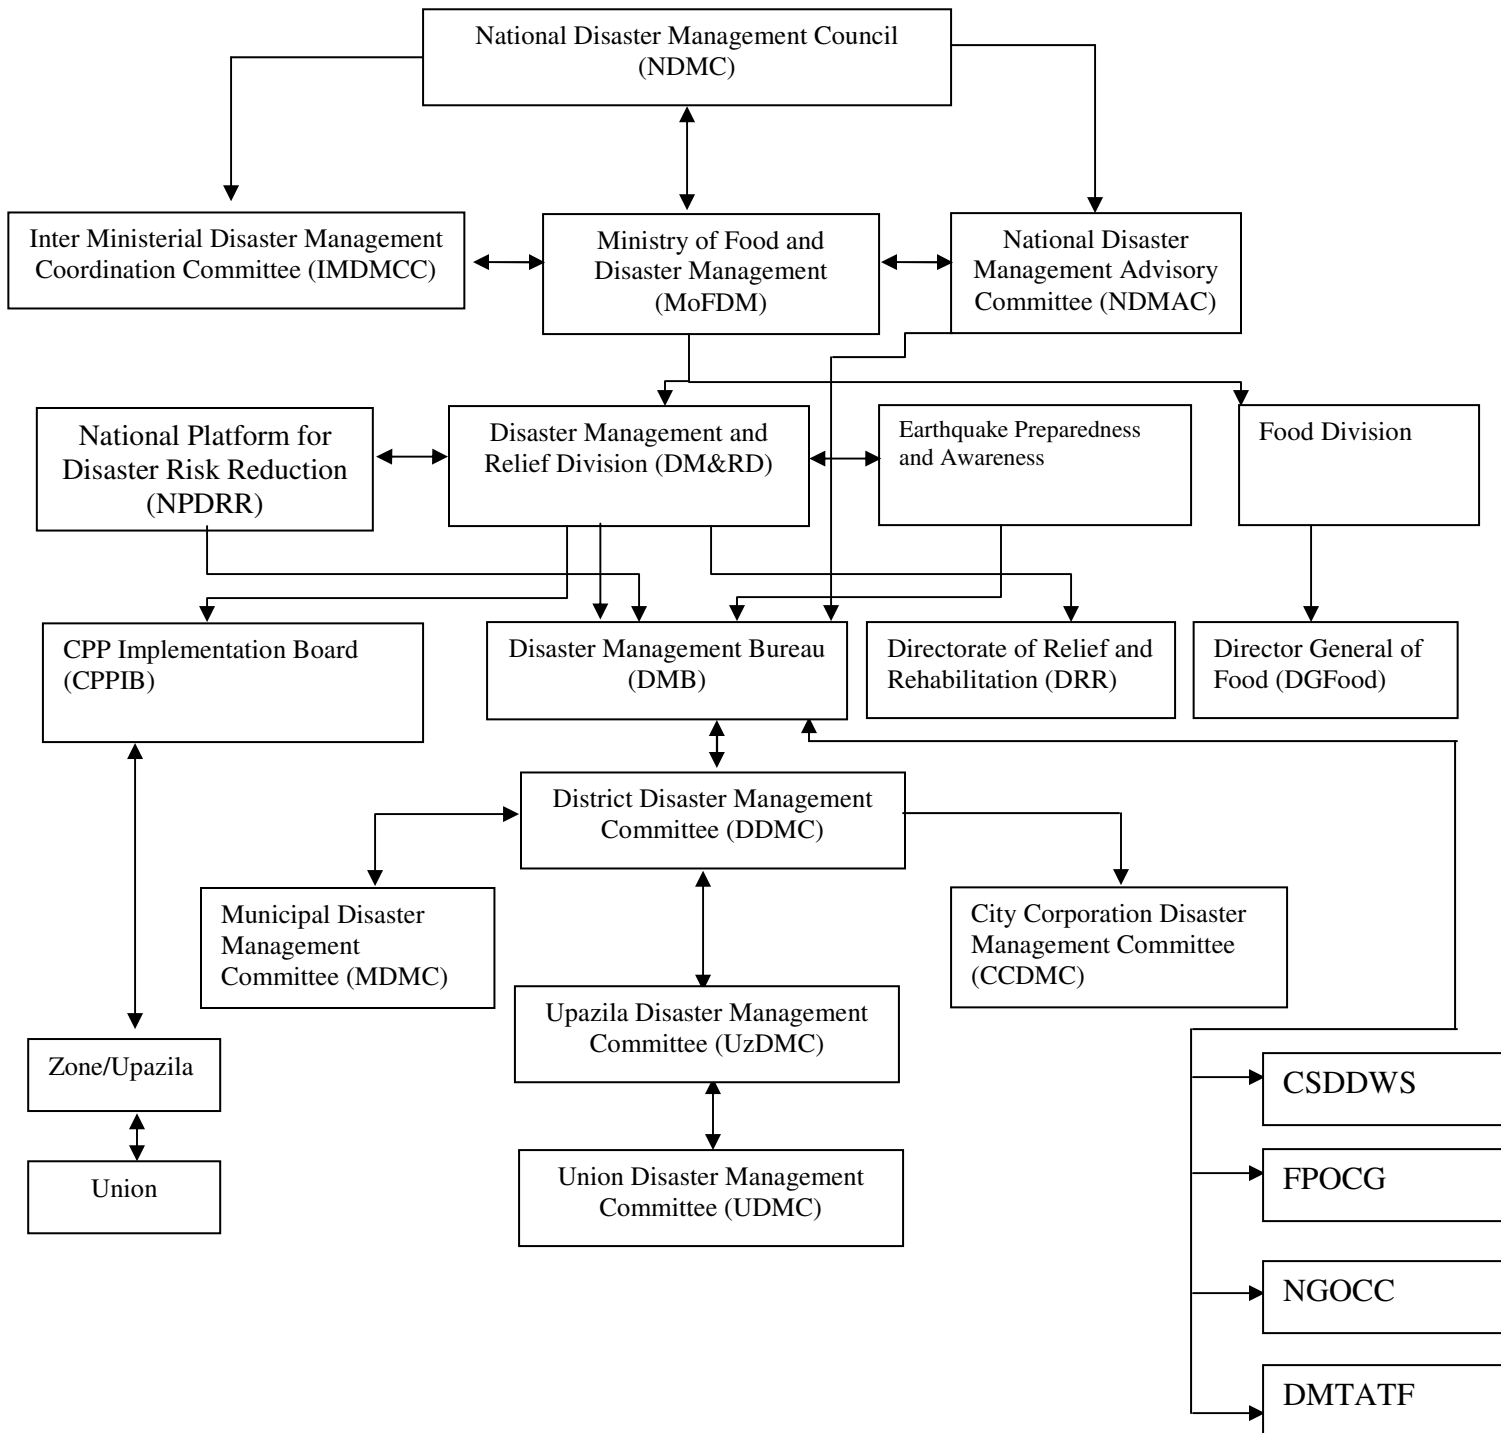 National Disaster Management Council
(NDMC)
Inter Ministerial Disaster Management
Coordination Committee (IMDMCC)
Ministry of Food and
Disaster Management
(MoFDM)
National Disaster
Management Advisory
Committee (NDMAC)
National Platform for
Disaster Risk Reduction
(NPDRR)
Disaster Management and
Relief Division (DM&RD)
Earthquake Preparedness
and Awareness
Food Division
CPP Implementation Board
(CPPIB)
Disaster Management Bureau
(DMB)
Directorate of Relief and
Rehabilitation (DRR)
Director General of
Food (DGFood)
District Disaster Management
Committee (DDMC)
Municipal Disaster
Management
Committee (MDMC)
City Corporation Disaster
Management Committee
(CCDMC)
Upazila Disaster Management
Committee (UzDMC)
Zone/Upazila
Union
Union Disaster Management
Committee (UDMC)
CSDDWS
FPOCG
NGOCC
DMTATF